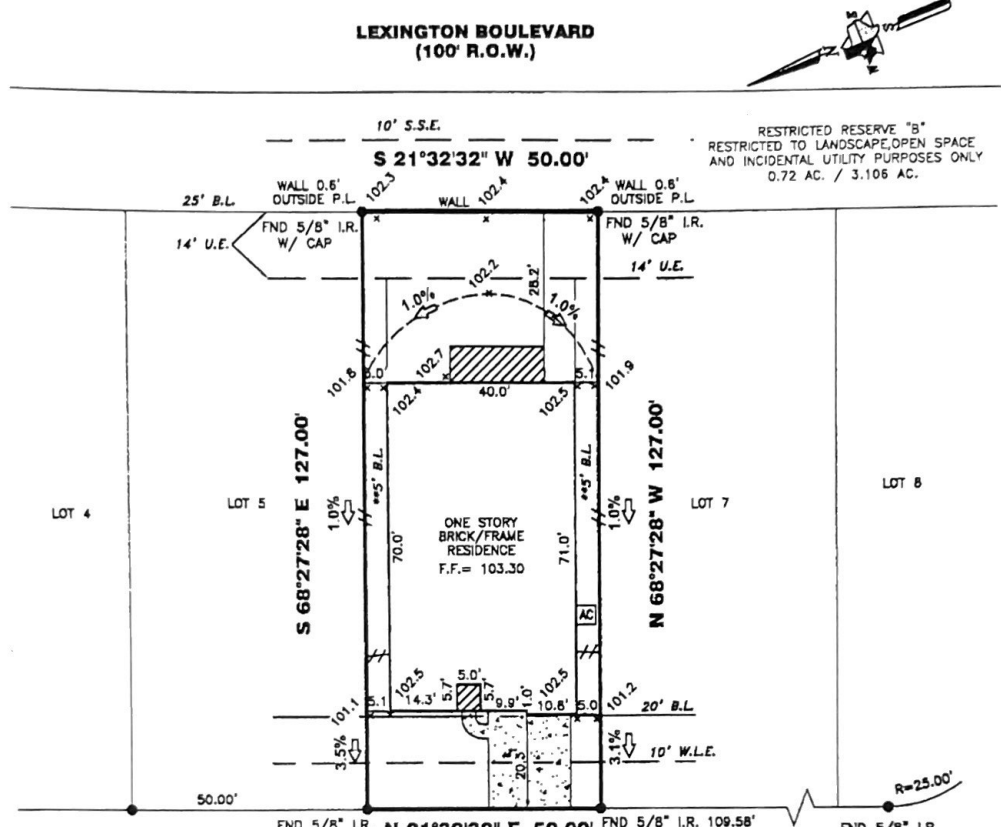 LEXINGTON BOULEVARD
(100' R.O.W.)
S
N
10' S.S.E.
S 21°32'32" W 50.00'
RESTRICTED RESERVE "B"
RESTRICTED TO LANDSCAPE,OPEN SPACE
AND INCIDENTAL UTILITY PURPOSES ONLY
0.72 AC. / 3.106 AC.
25' B.L.
WALL 0.6'
OUTSIDE P.L.
102.3
WALL
102.4
102.4
WALL 0.6'
OUTSIDE P.L.
14' U.E.
FND 5/8" I.R.
W/ CAP
FND 5/8" I.R.
W/ CAP
14' U.E.
102.2
28.2'
1.0%
1.0%
101.8
5.0'
102.4
102.7
40.0'
102.5
5.1'
101.9
S 68°27'28" E 127.00'
N 68°27'28" W 127.00'
**5' B.L.
**5' B.L.
LOT 4
LOT 5
1.0%
1.0%
LOT 7
LOT 8
70.0'
ONE STORY
BRICK/FRAME
RESIDENCE
F.F.= 103.30
71.0'
AC
101.1
5.1
102.5
14.3'
5.7'
5.0'
5.7'
9.9'
1.0'
102.5
10.8'
5.0
101.2
20' B.L.
3.5%
20.3'
3.1%
10' W.L.E.
50.00'
R=25.00'
FND 5/8" I.R.
50.00'
FND 5/8" I.R. 109.58'
FND 5/8" I.R.